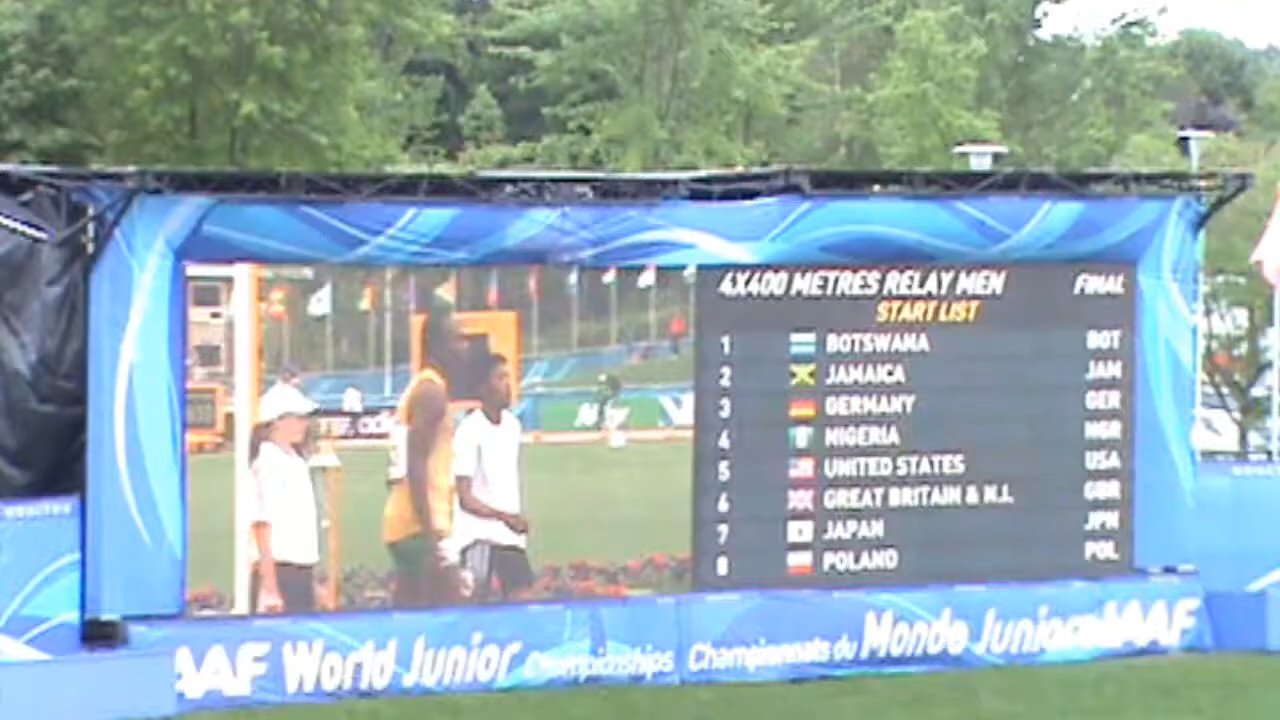 4X400 METRES RELAY MEN FINAL
START LIST
1 BOTSWANA BOT
2 JAMAICA JAM
3 GERMANY GER
4 NIGERIA NGR
5 UNITED STATES USA
6 GREAT BRITAIN & N.I. GBR
7 JAPAN JPN
8 POLAND POL
IAAF World Junior Championships Championnats du Monde Juniors IAAF